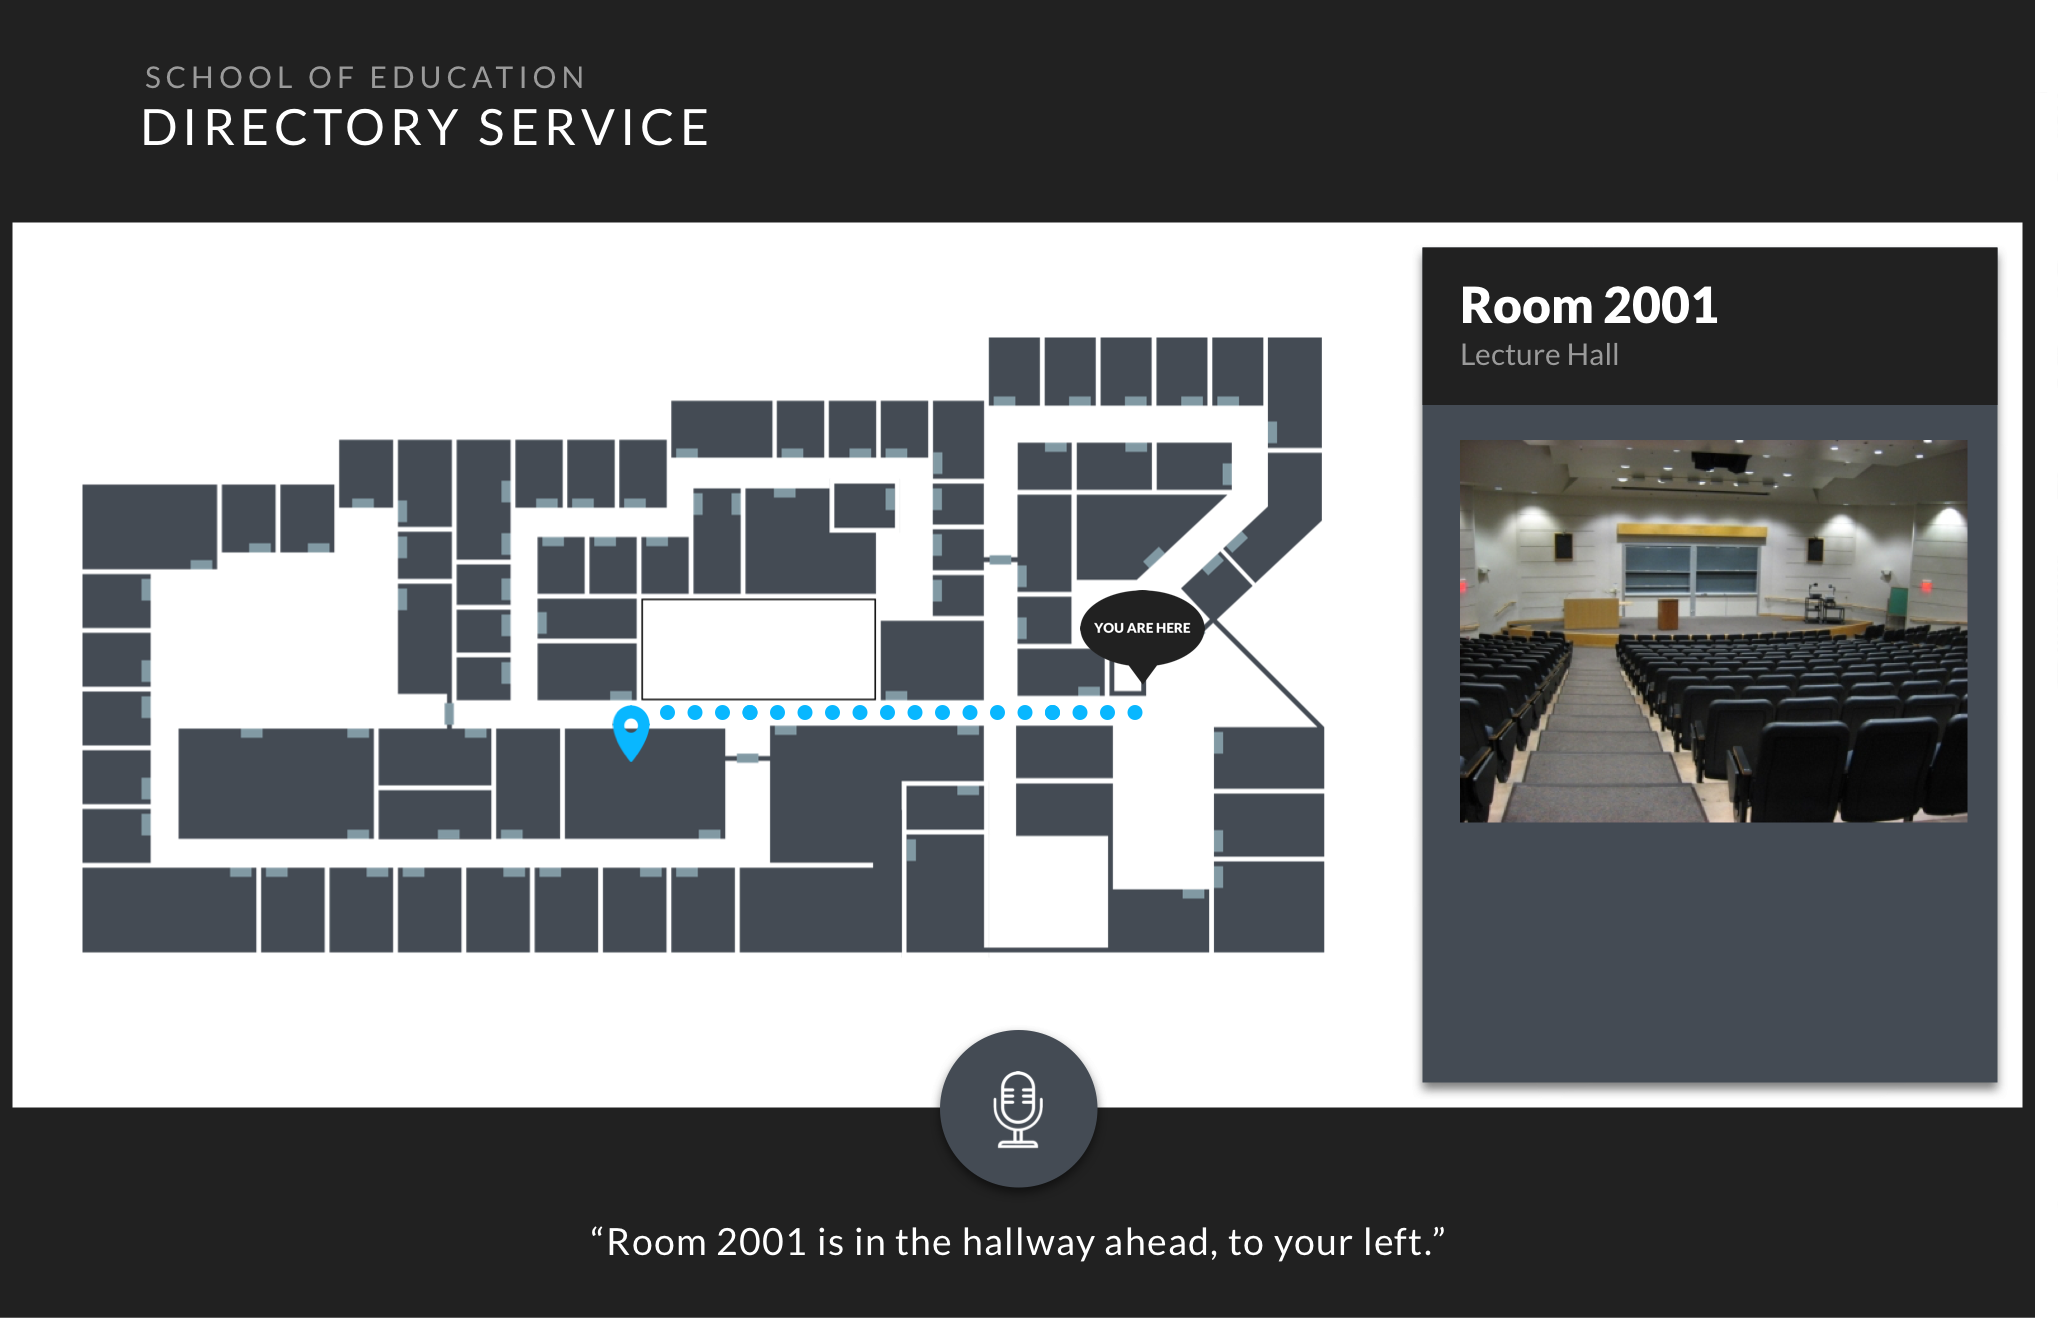 SCHOOL OF EDUCATION
DIRECTORY SERVICE
Room 2001
Lecture Hall
YOU ARE HERE
“Room 2001 is in the hallway ahead, to your left.”